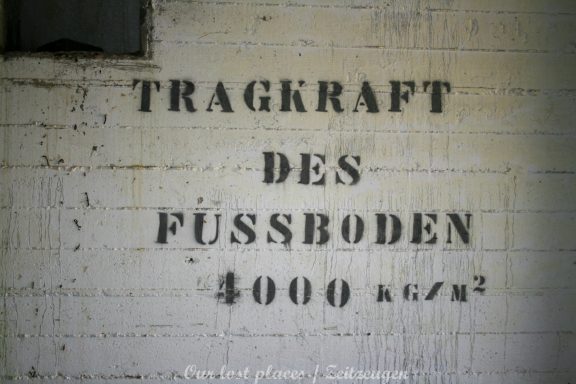 TRAGKRAFT
DES
FUSSBODEN
4000 KG/M²
Our lost places / Zeitzeugen